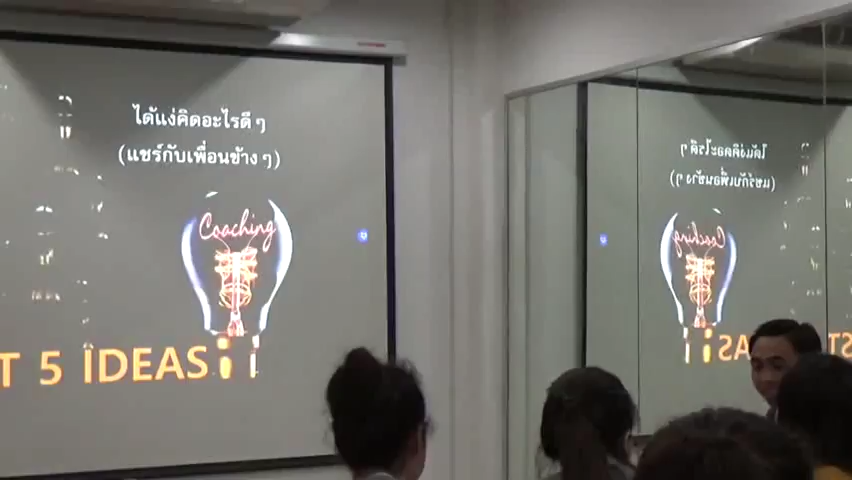 ได้แง่คิดอะไรดี ๆ
(แชร์กับเพื่อนข้าง ๆ)
Coaching
T 5 IDEAS